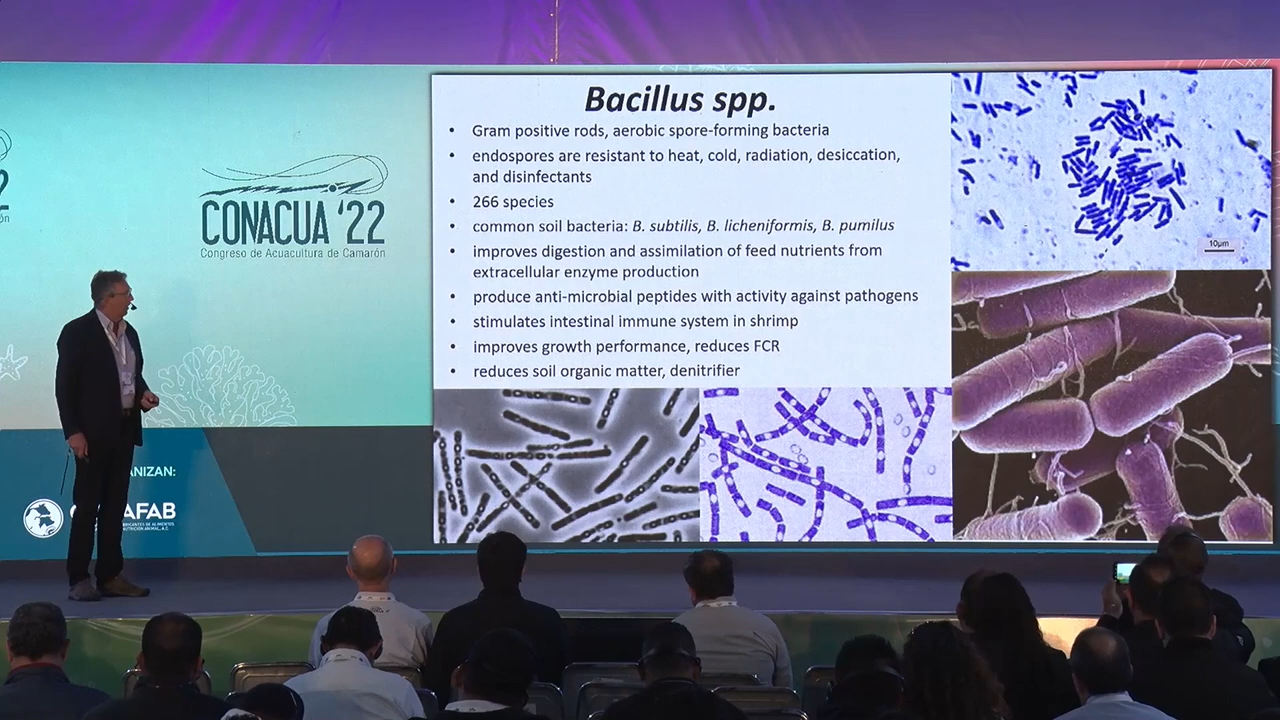 Bacillus spp.
• Gram positive rods, aerobic spore-forming bacteria
• endospores are resistant to heat, cold, radiation, desiccation,
and disinfectants
• 266 species
• common soil bacteria: B. subtilis, B. licheniformis, B. pumilus
• improves digestion and assimilation of feed nutrients from
extracellular enzyme production
• produce anti-microbial peptides with activity against pathogens
• stimulates intestinal immune system in shrimp
• improves growth performance, reduces FCR
• reduces soil organic matter, denitrifier
10µm
CONACUA '22
Congreso de Acuacultura de Camarón
2
ANIZAN:
AFAB
NUTRICIÓN ANIMAL, A.C.